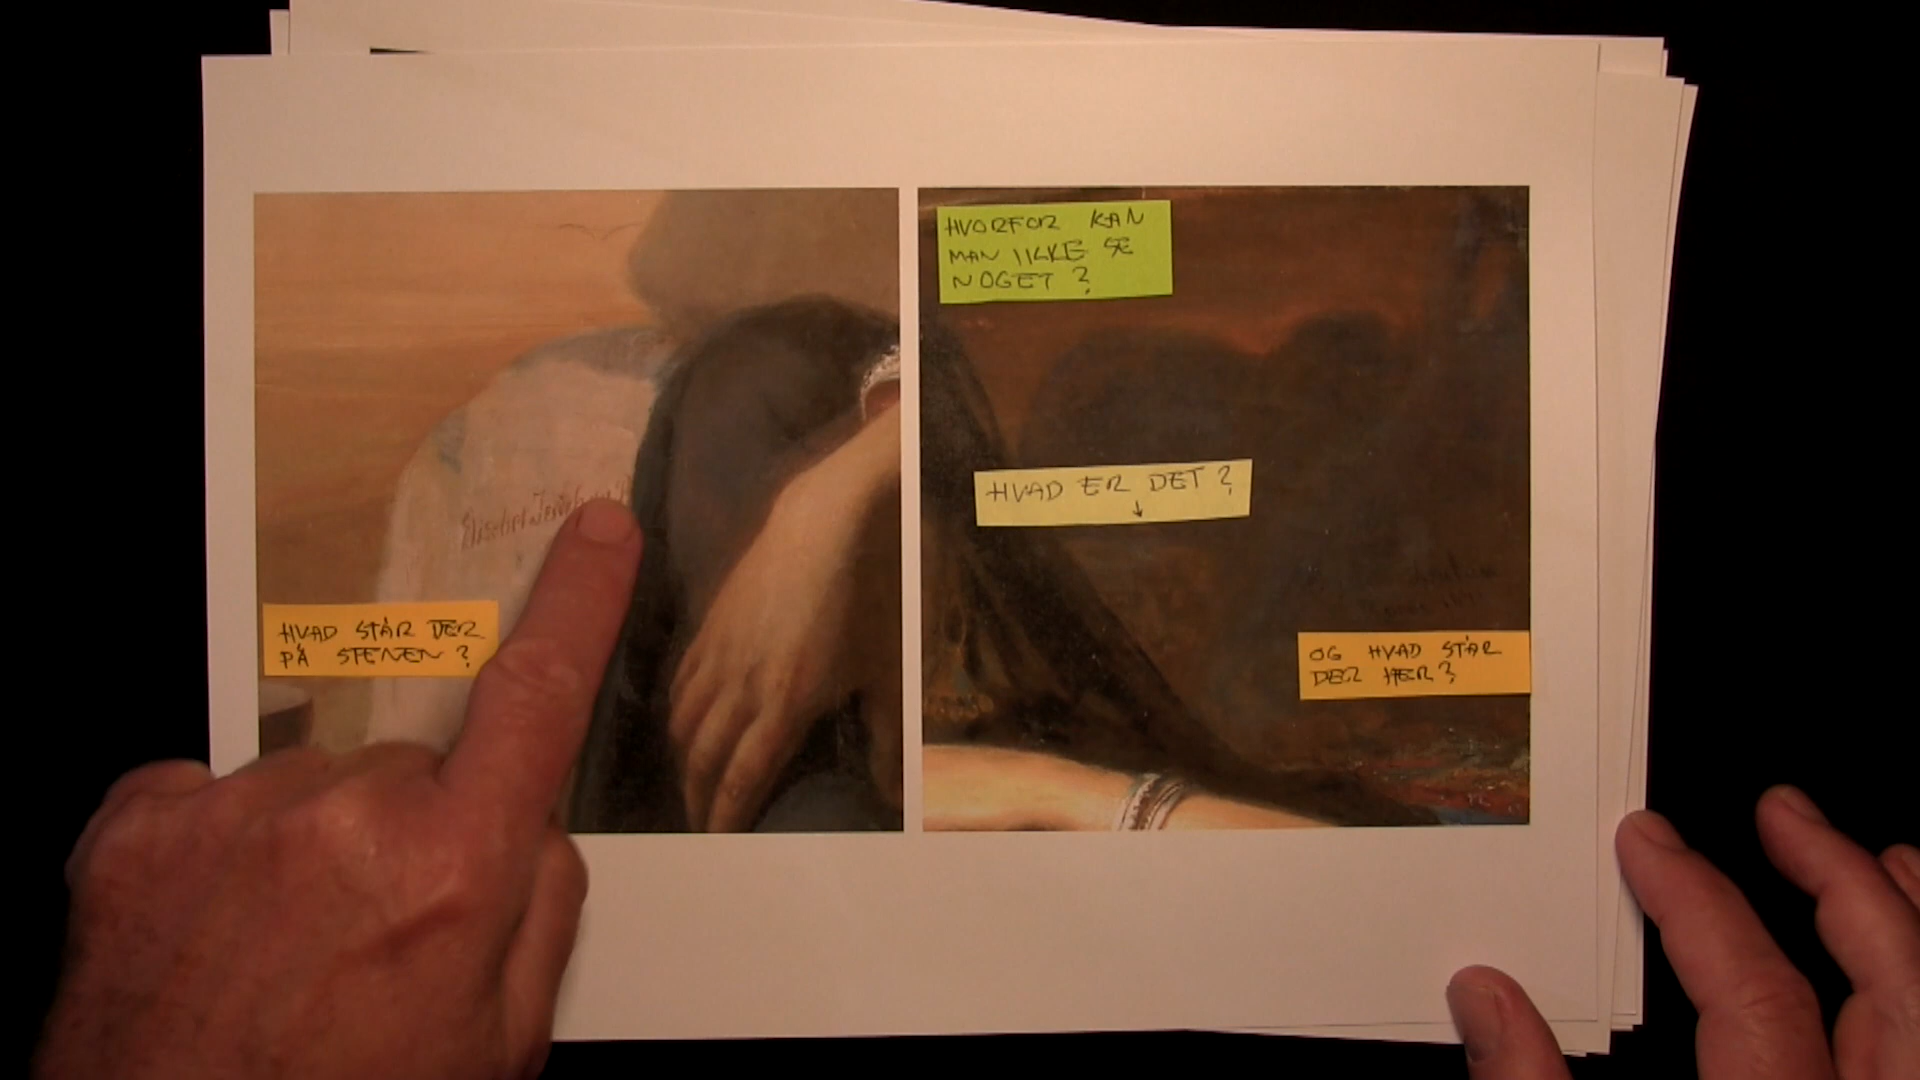 HVORFOR KAN
MAN IKKE SE
NOGET?
HVAD ER DET?
↓
HVAD STÅR DER
PÅ STENEN?
OG HVAD STÅR
DER HER?